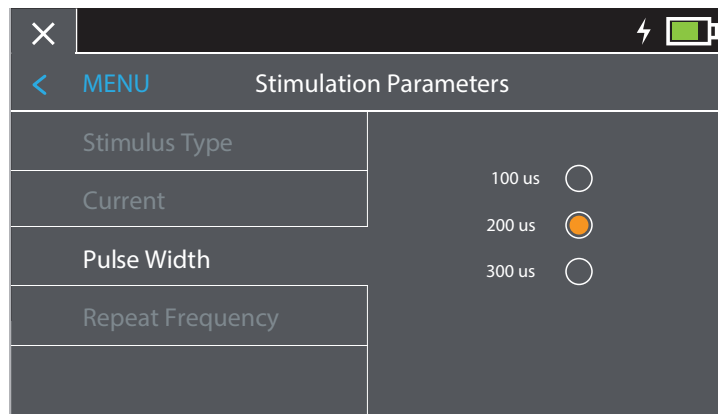 MENU Stimulation Parameters
Stimulus Type
Current
Pulse Width
Repeat Frequency
100 us
200 us
300 us